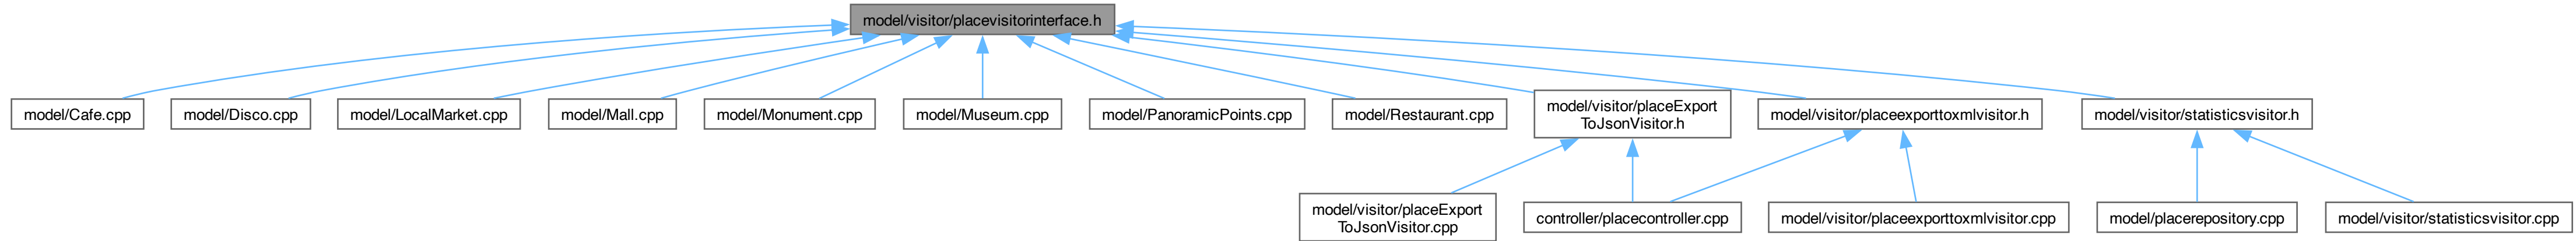 model/visitor/placevisitorinterface.h
model/Cafe.cpp
model/Disco.cpp
model/LocalMarket.cpp
model/Mall.cpp
model/Monument.cpp
model/Museum.cpp
model/PanoramicPoints.cpp
model/Restaurant.cpp
model/visitor/placeExport
ToJsonVisitor.h
model/visitor/placeexporttoxmlvisitor.h
model/visitor/statisticsvisitor.h
model/visitor/placeExport
ToJsonVisitor.cpp
controller/placecontroller.cpp
model/visitor/placeexporttoxmlvisitor.cpp
model/placerepository.cpp
model/visitor/statisticsvisitor.cpp